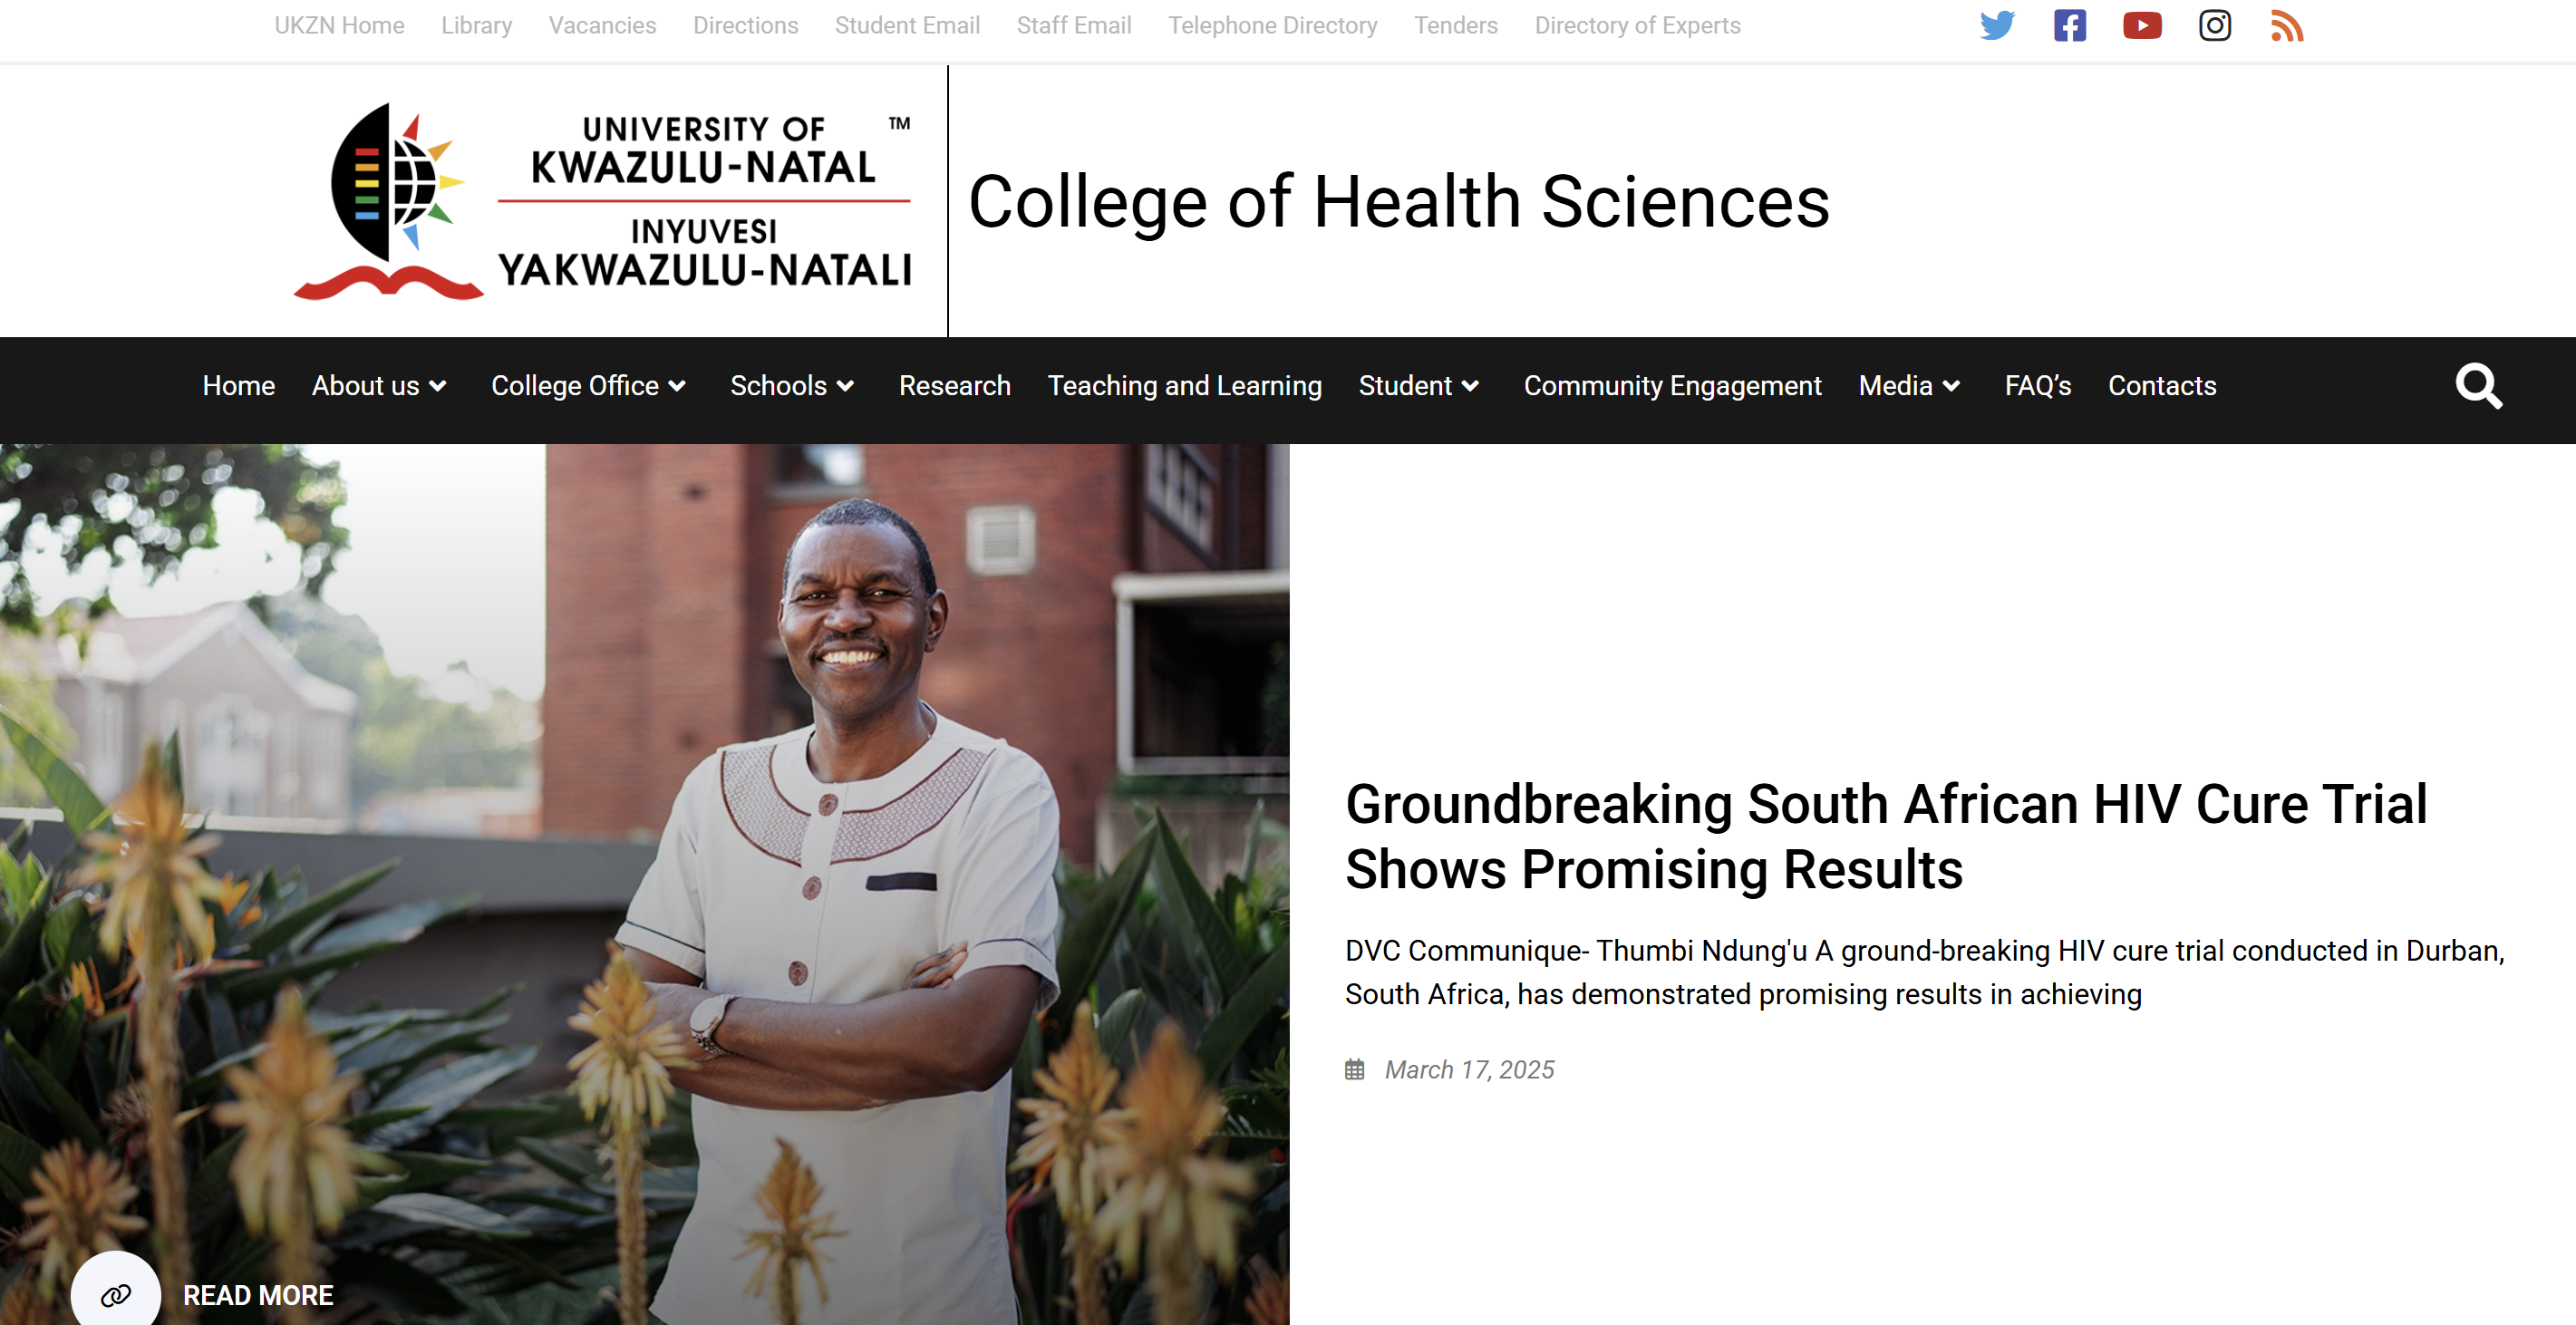 UKZN Home Library Vacancies Directions Student Email Staff Email Telephone Directory Tenders Directory of Experts
UNIVERSITY OF ™
KWAZULU-NATAL
INYUVESI
YAKWAZULU-NATALI
College of Health Sciences
Home About us College Office Schools Research Teaching and Learning Student Community Engagement Media FAQ’s Contacts
Groundbreaking South African HIV Cure Trial
Shows Promising Results
DVC Communique- Thumbi Ndung'u A ground-breaking HIV cure trial conducted in Durban,
South Africa, has demonstrated promising results in achieving
March 17, 2025
READ MORE